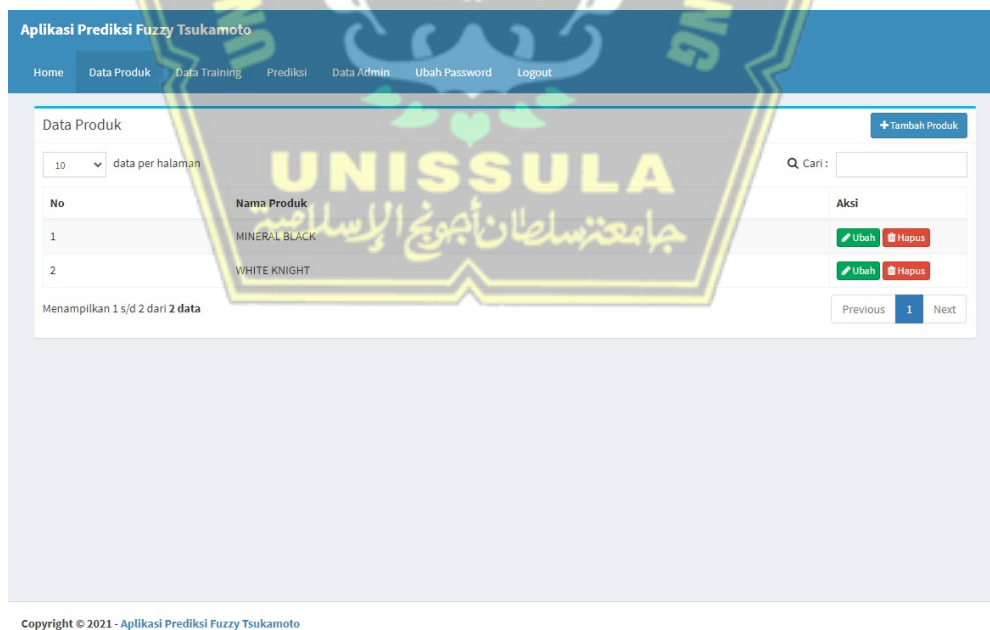 Aplikasi Prediksi Fuzzy Tsukamoto
Home Data Produk Data Training Prediksi Data Admin Ubah Password Logout
Data Produk
Tambah Produk
10 data per halaman
Cari :
UNISSULA
جامعتنسلطان أجونج الإسلامية
No Nama Produk Aksi
1 MINERAL BLACK Ubah Hapus
2 WHITE KNIGHT Ubah Hapus
Menampilkan 1 s/d 2 dari 2 data
Previous 1 Next
Copyright © 2021 - Aplikasi Prediksi Fuzzy Tsukamoto